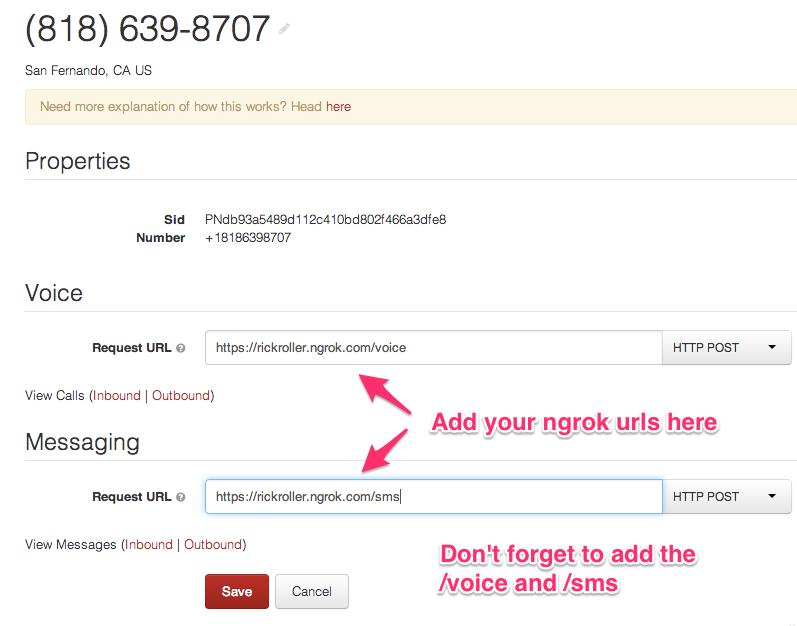 (818) 639-8707
San Fernando, CA US
Need more explanation of how this works? Head here
Properties
Sid PNdb93a5489d112c410bd802f466a3dfe8
Number +18186398707
Voice
Request URL ? https://rickroller.ngrok.com/voice HTTP POST
View Calls (Inbound | Outbound)
Add your ngrok urls here
Messaging
Request URL ? https://rickroller.ngrok.com/sms HTTP POST
View Messages (Inbound | Outbound)
Don't forget to add the
/voice and /sms
Save Cancel